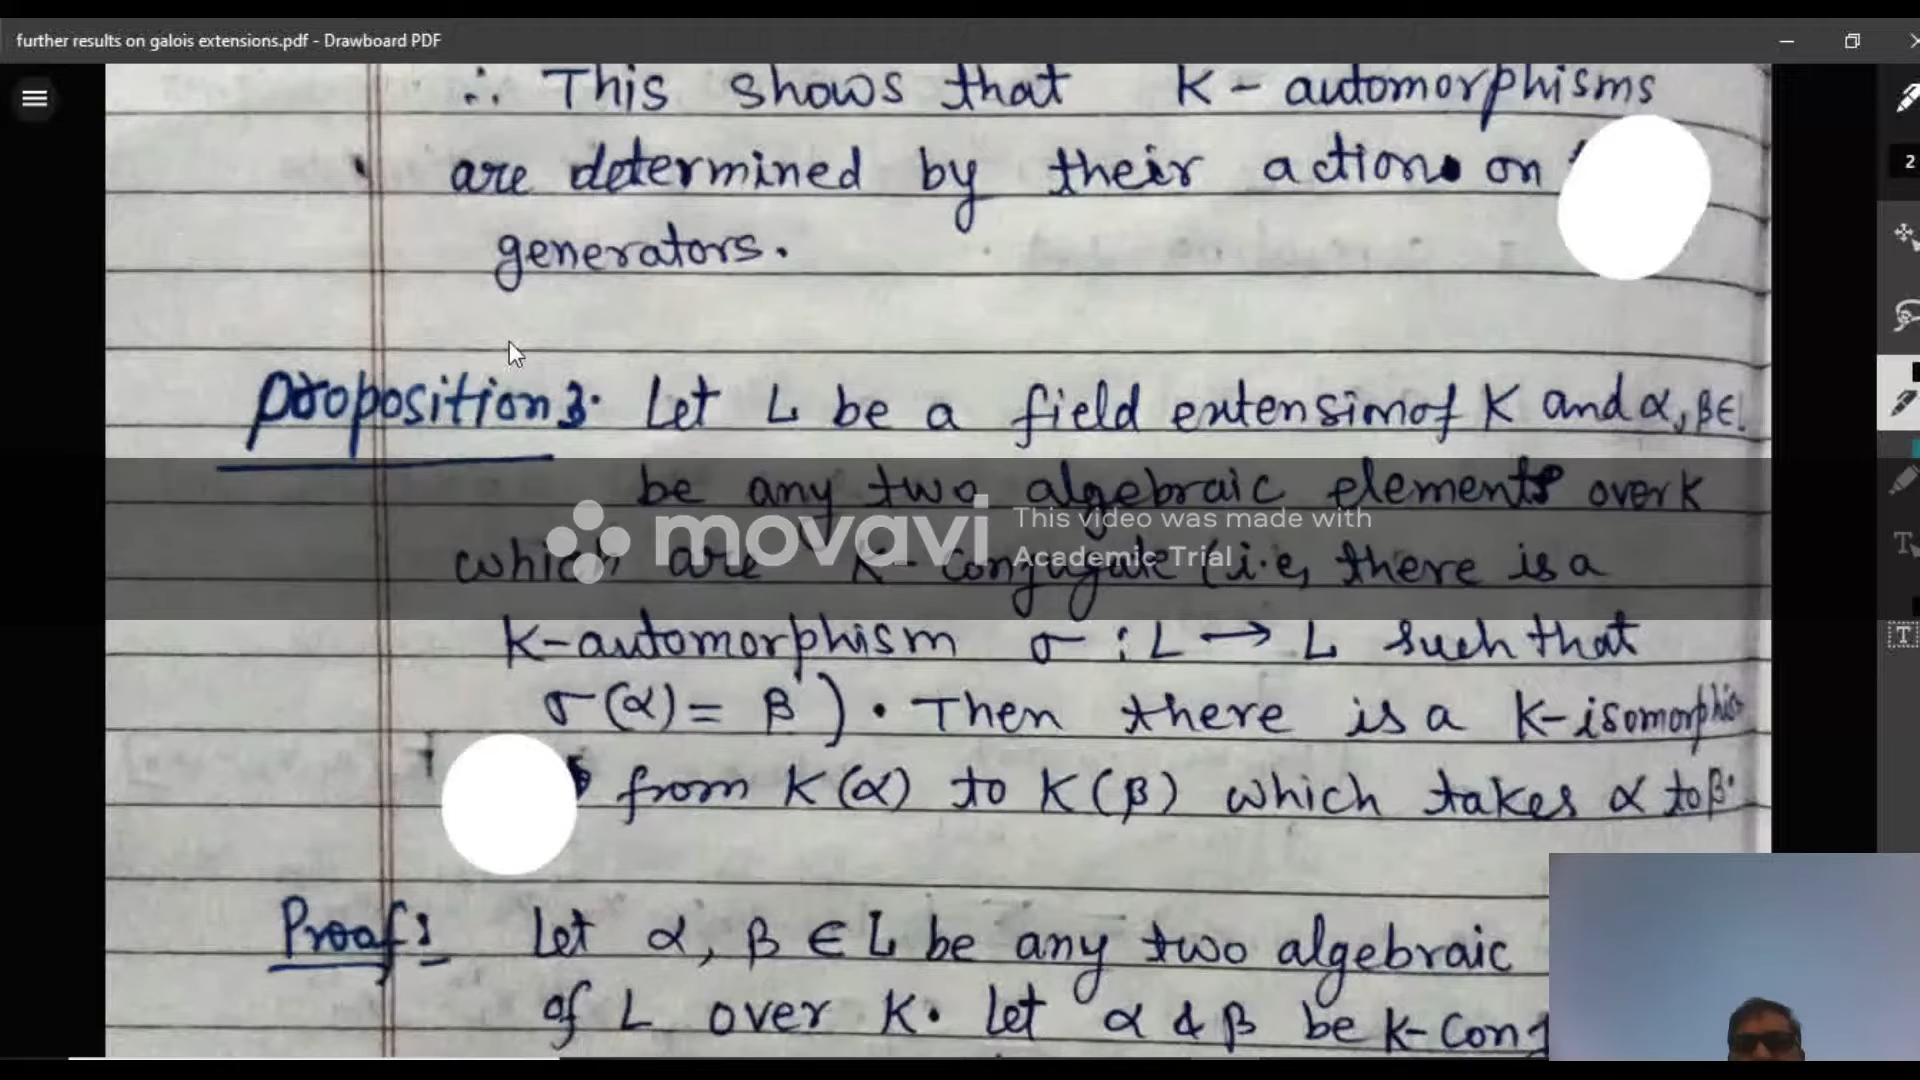 further results on galois extensions.pdf - Drawboard PDF
∴ This shows that K - automorphisms
are determined by their action on
generators.
Proposition 3. Let L be a field extension of K and α, β ∈ L
be any two algebraic elements over K
which are K - conjugate (i.e, there is a
K-automorphism σ : L → L such that
σ(α) = β ). Then there is a K-isomorphism
from K(α) to K(β) which takes α to β.
Proof: Let α, β ∈ L be any two algebraic
of L over K. Let α & β be K-conj
movavi
This video was made with
Academic Trial
2
T
T